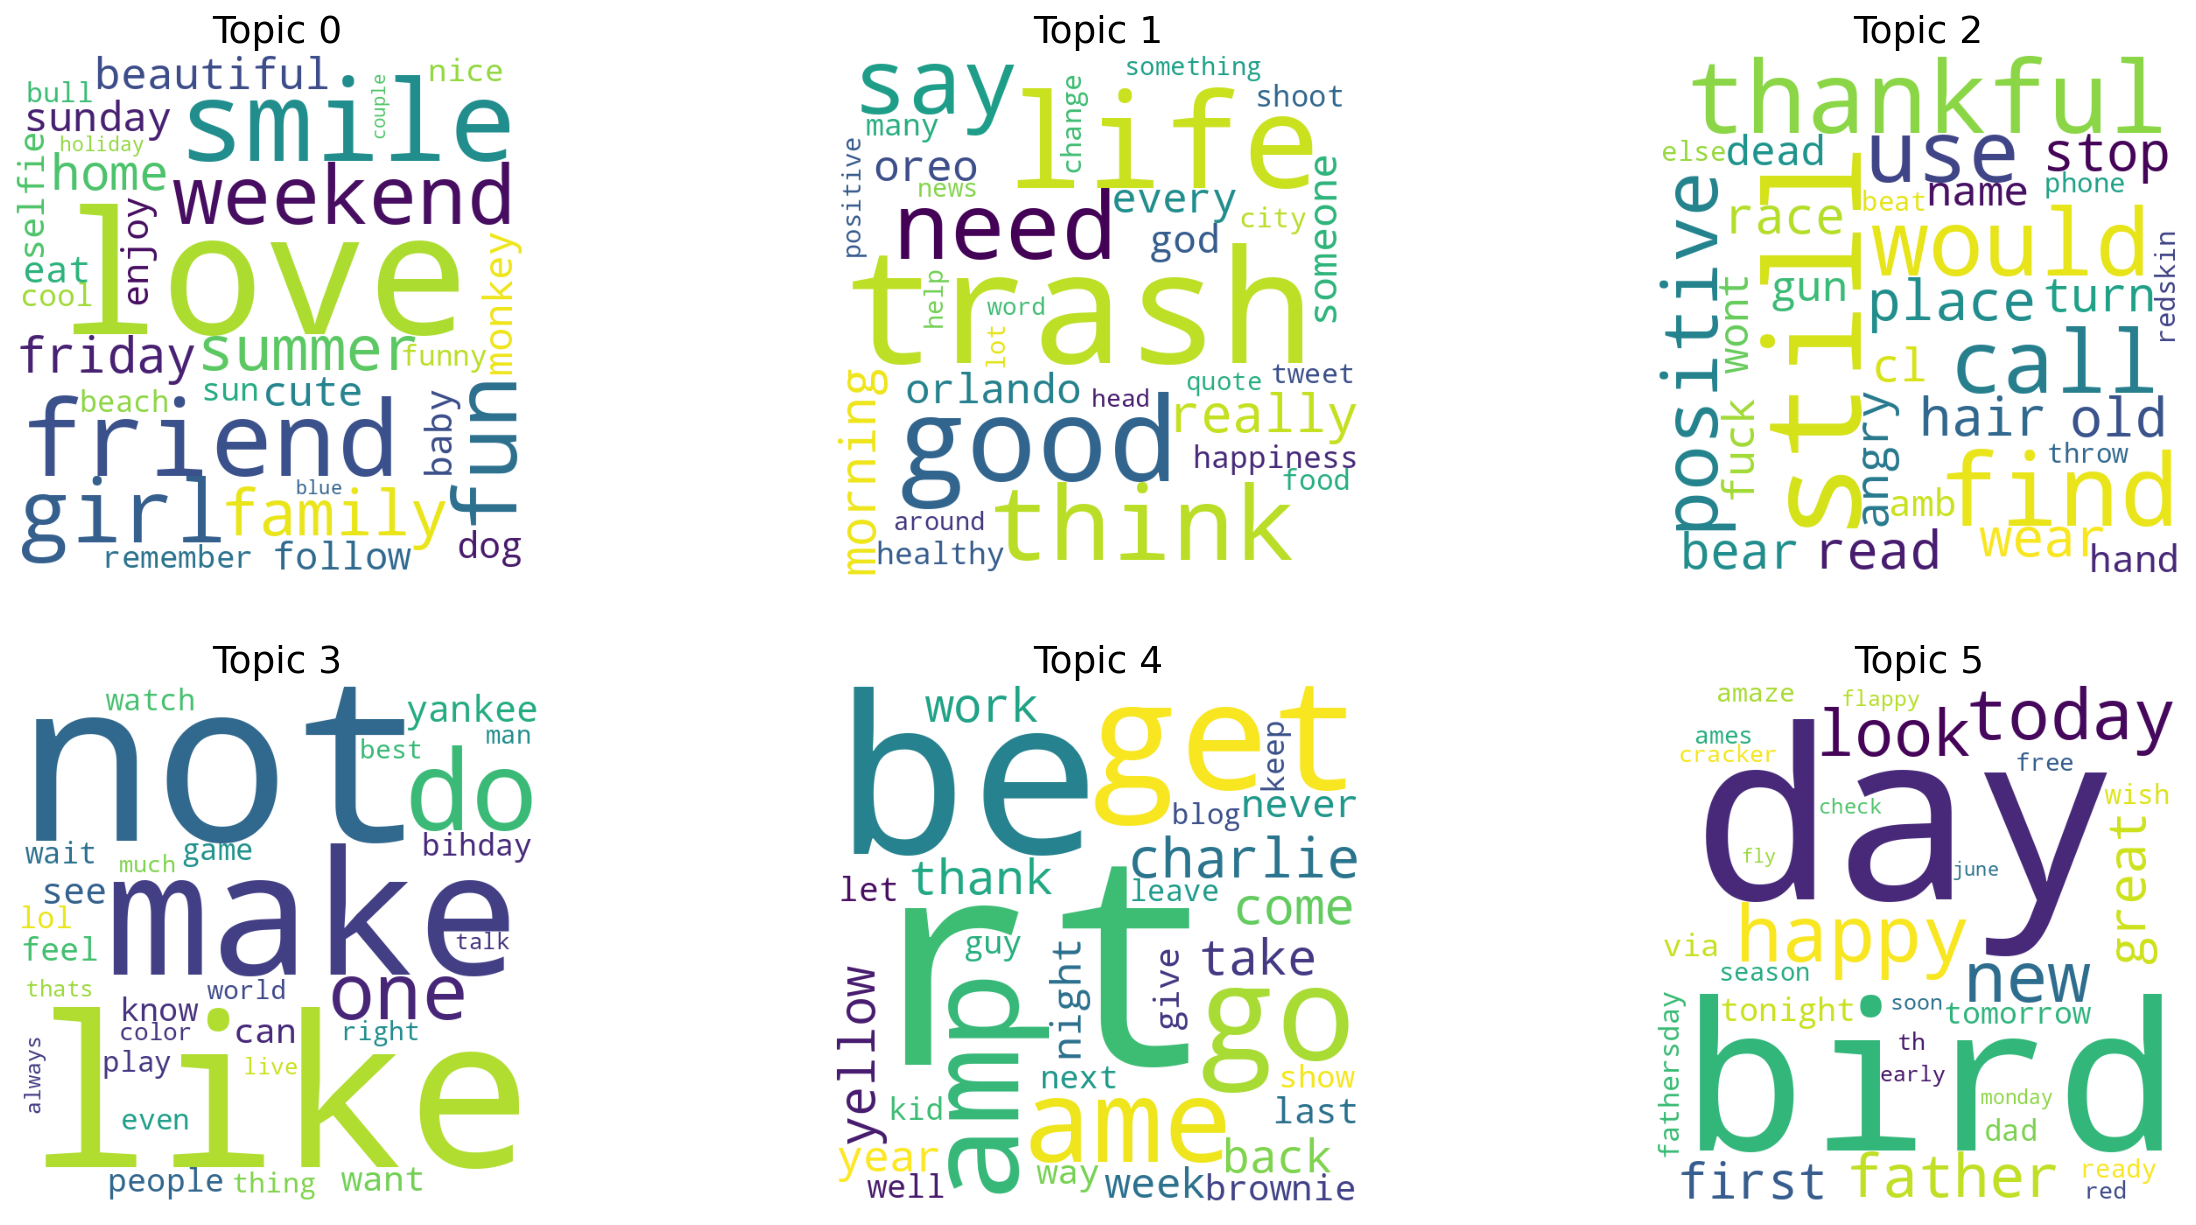 Topic 0
beautiful
nice
bull
couple
smile
sunday
holiday
home
weekend
selfie
love
enjoy
eat
cool
monkey
friday
summer
funny
sun
cute
beach
friend
baby
fun
girl
blue
family
remember
follow
dog
Topic 1
say
something
life
shoot
change
many
positive
oreo
news
need
every
god
city
someone
trash
help
word
lot
orlando
head
quote
tweet
morning
good
really
happiness
food
around
think
healthy
Topic 2
thankful
else
dead
use
stop
positive
still
beat
name
phone
race
would
redskin
gun
place
turn
wont
cl
call
fuck
angry
hair
old
throw
amb
find
bear
read
wear
hand
Topic 3
not
watch
yankee
best
man
do
wait
much
game
bihday
see
make
lol
feel
talk
thats
know
world
one
color
can
right
always
play
live
like
even
people
thing
want
Topic 4
be
work
get
keep
blog
never
charlie
let
thank
leave
rt
come
guy
yellow
night
give
take
go
amp
next
show
kid
ame
last
year
way
back
well
week
brownie
Topic 5
amaze
flappy
look
today
ames
cracker
day
free
check
wish
great
fly
june
via
happy
season
new
fathersday
tonight
soon
tomorrow
bird
th
early
monday
dad
first
father
ready
red